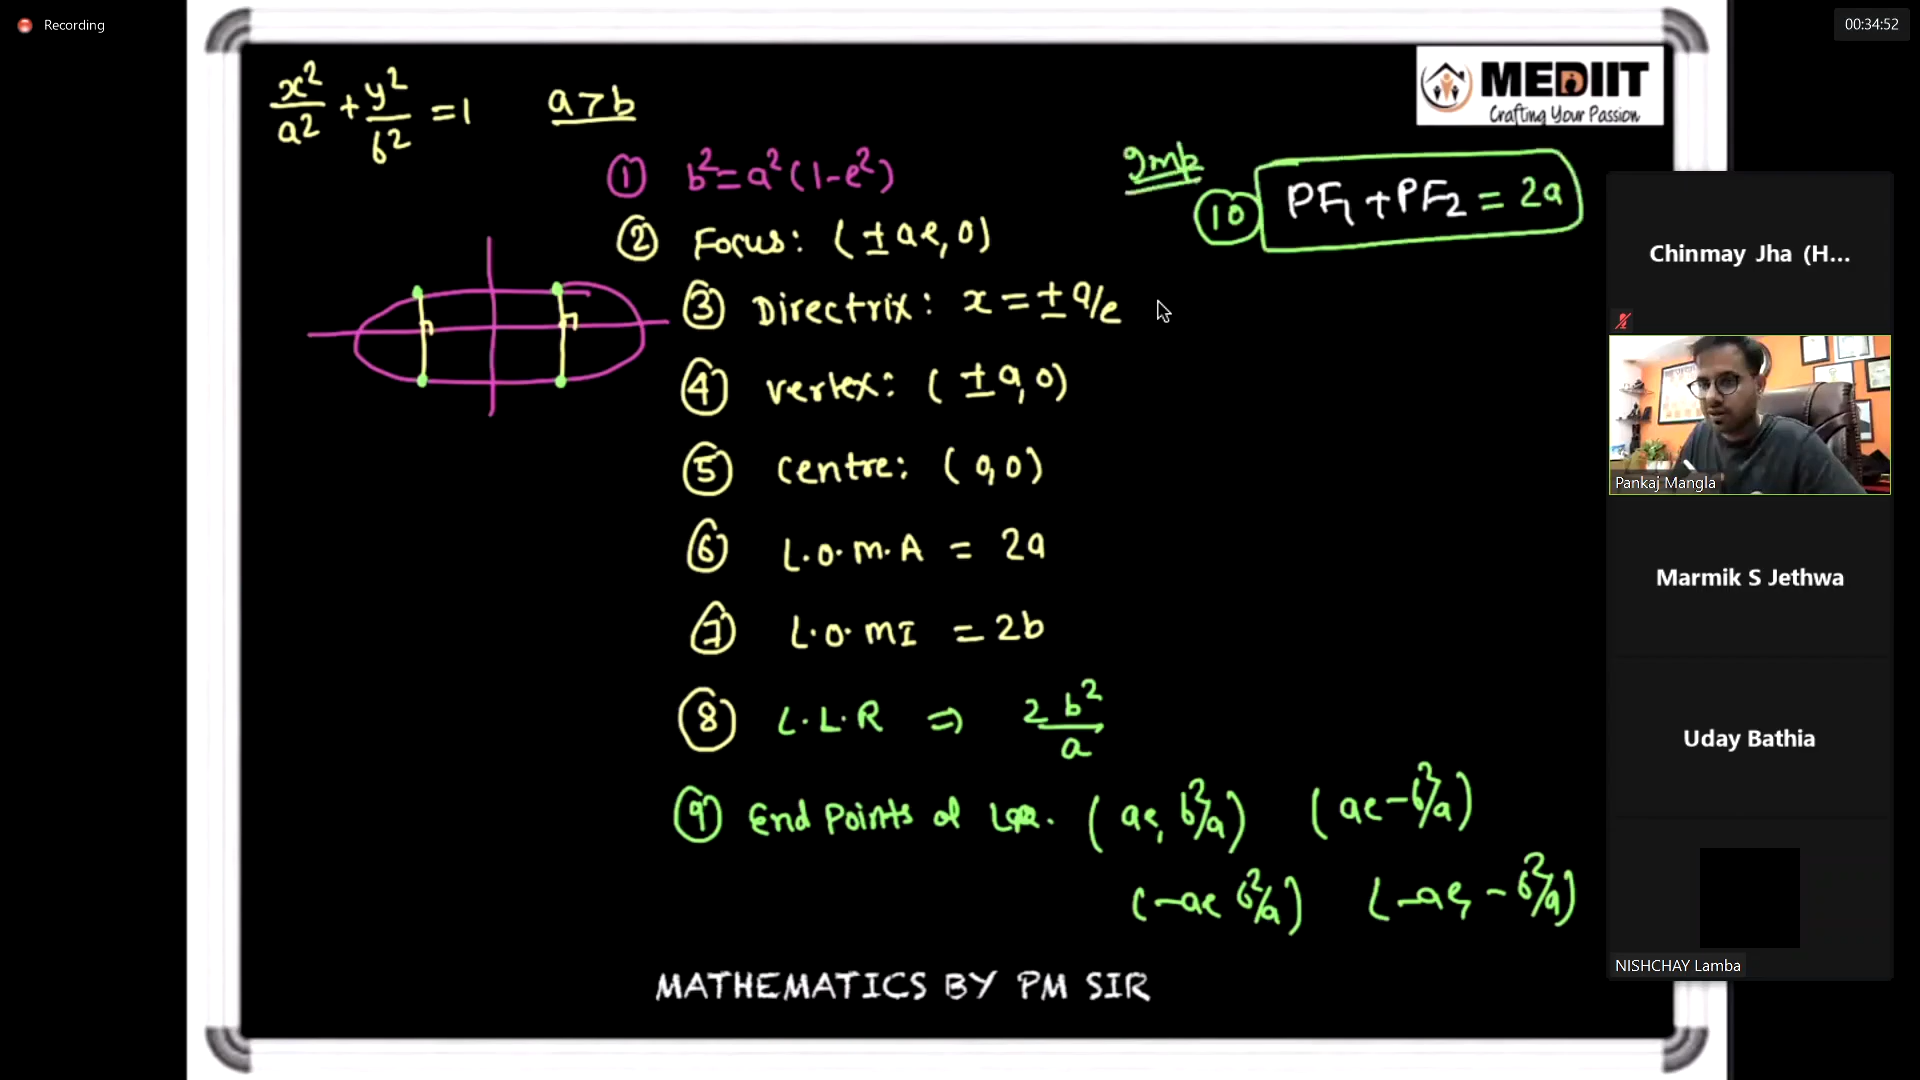 Recording
00:34:52
MEDIIT
Crafting Your Passion
x²/a² + y²/b² = 1 a>b
① b² = a²(1-e²)
Imp
⑩ PF₁ + PF₂ = 2a
② Focus: (±ae, 0)
③ Directrix: x = ± a/e
④ vertex: (±a, 0)
⑤ centre: (0,0)
⑥ L.O.M.A = 2a
⑦ L.O.MI = 2b
⑧ L.L.R ⇒ 2b²/a
⑨ End Points of LR. (ae, b²/a) (ae - b²/a)
(-ae b²/a) (-ae, - b²/a)
MATHEMATICS BY PM SIR
Chinmay Jha (H...
Pankaj Mangla
Marmik S Jethwa
Uday Bathia
NISHCHAY Lamba